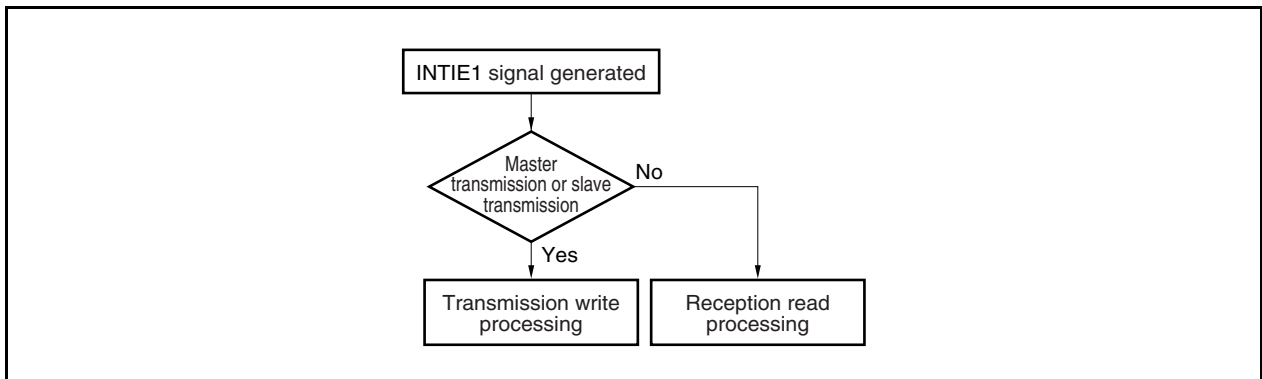 INTIE1 signal generated
Master
transmission or slave
transmission
No
Yes
Transmission write
processing
Reception read
processing